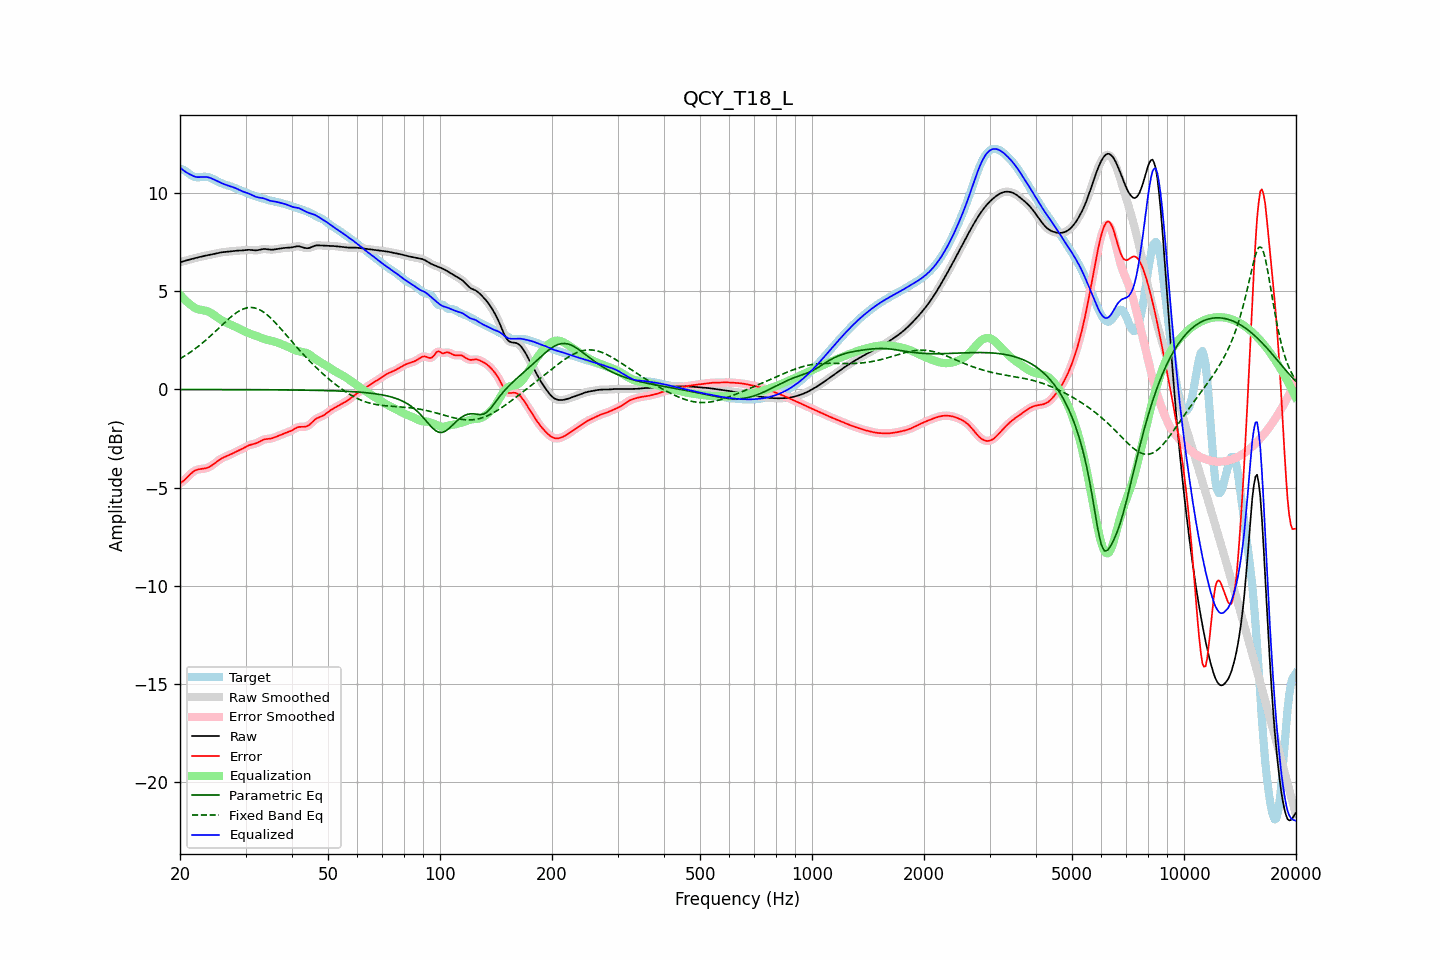 QCY_T18_L
Amplitude (dBr)
10
5
0
−5
−10
−15
−20
Target
Raw Smoothed
Error Smoothed
Raw
Error
Equalization
Parametric Eq
Fixed Band Eq
Equalized
20 50 100 200 500 1000 2000 5000 10000 20000
Frequency (Hz)